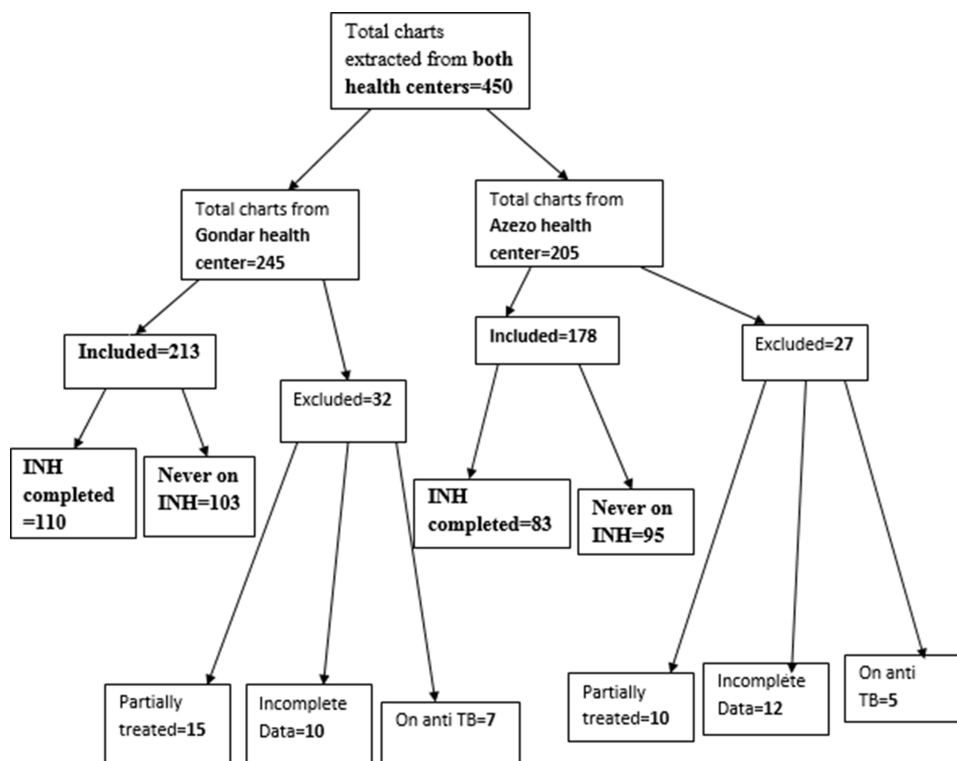 Total charts
extracted from both
health centers=450
Total charts from
Gondar health
center=245
Total charts from
Azezo health
center=205
Included=213
Excluded=32
Included=178
Excluded=27
INH
completed
=110
Never on
INH=103
INH
completed=83
Never on
INH=95
Partially
treated=15
Incomplete
Data=10
On anti TB=7
Partially
treated=10
Incomplete
Data=12
On anti
TB=5